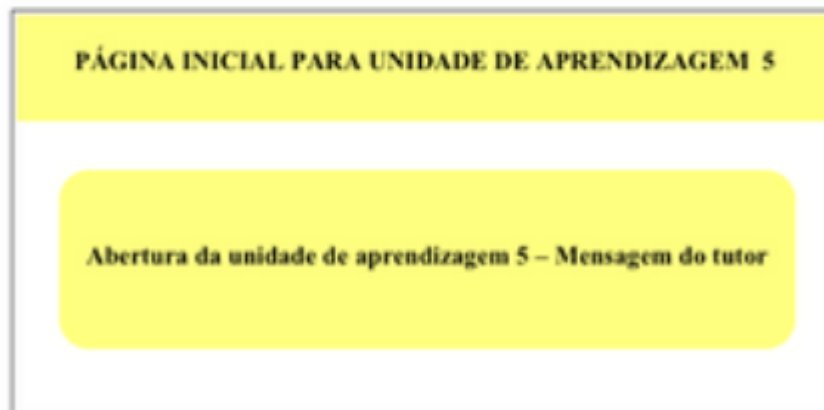 PÁGINA INICIAL PARA UNIDADE DE APRENDIZAGEM 5
Abertura da unidade de aprendizagem 5 – Mensagem do tutor